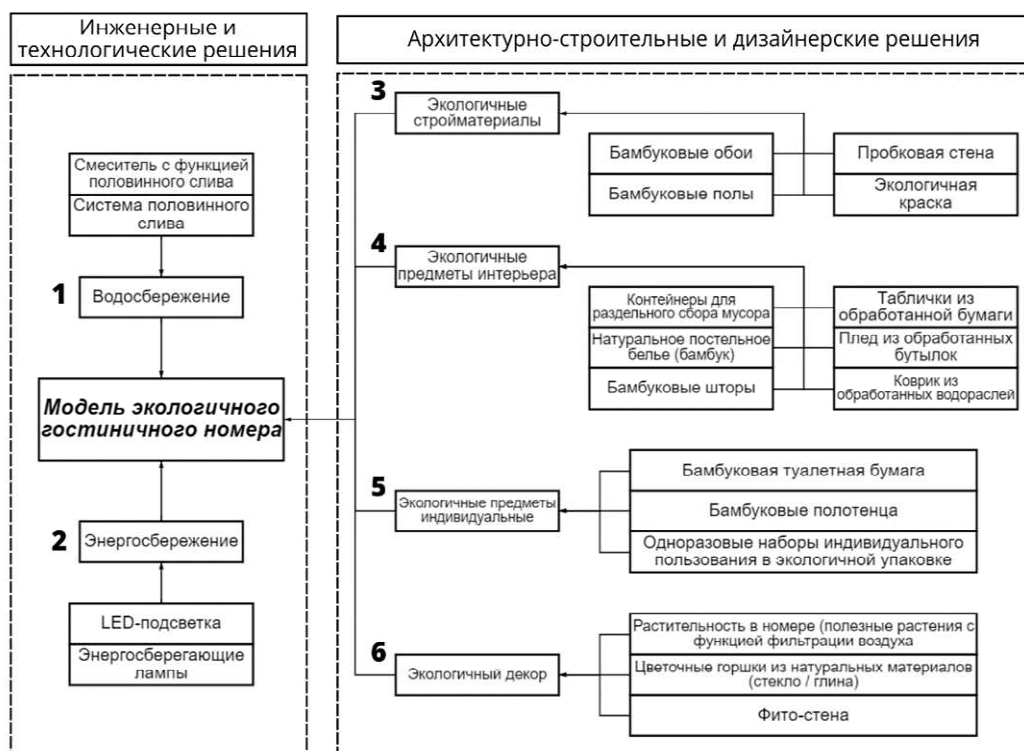 Инженерные и
технологические решения
Архитектурно-строительные и дизайнерские решения
Смеситель с функцией
половинного слива
Система половинного
слива
1
Водосбережение
Модель экологичного
гостиничного номера
2
Энергосбережение
LED-подсветка
Энергосберегающие
лампы
3
Экологичные
стройматериалы
Бамбуковые обои
Пробковая стена
Бамбуковые полы
Экологичная
краска
4
Экологичные
предметы интерьера
Контейнеры для
раздельного сбора мусора
Таблички из
обработанной бумаги
Натуральное постельное
белье (бамбук)
Плед из обработанных
бутылок
Бамбуковые шторы
Коврик из
обработанных водораслей
5
Экологичные предметы
индивидуальные
Бамбуковая туалетная бумага
Бамбуковые полотенца
Одноразовые наборы индивидуального
пользования в экологичной упаковке
6
Экологичный декор
Растительность в номере (полезные растения с
функцией фильтрации воздуха
Цветочные горшки из натуральных материалов
(стекло / глина)
Фито-стена